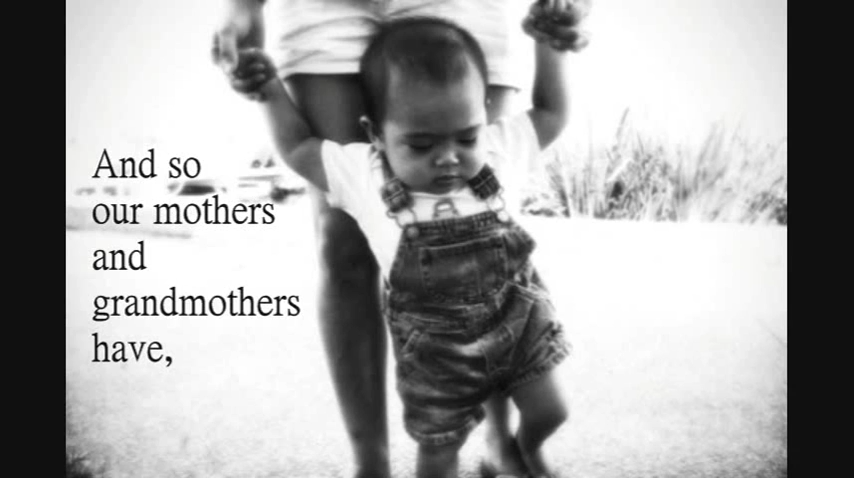 And so
our mothers
and
grandmothers
have,